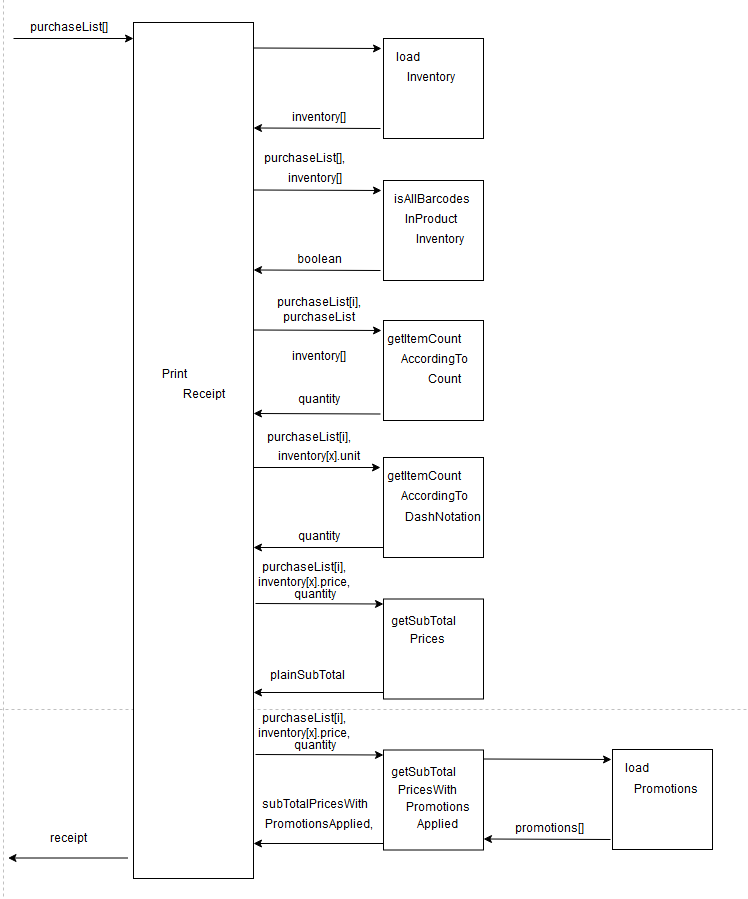 purchaseList[]
load
Inventory
inventory[]
purchaseList[],
inventory[]
isAllBarcodes
InProduct
Inventory
boolean
purchaseList[i],
purchaseList
getItemCount
AccordingTo
Count
inventory[]
quantity
Print
Receipt
purchaseList[i],
inventory[x].unit
getItemCount
AccordingTo
DashNotation
quantity
purchaseList[i],
inventory[x].price,
quantity
getSubTotal
Prices
plainSubTotal
purchaseList[i],
inventory[x].price,
quantity
getSubTotal
PricesWith
Promotions
Applied
load
Promotions
subTotalPricesWith
PromotionsApplied,
promotions[]
receipt